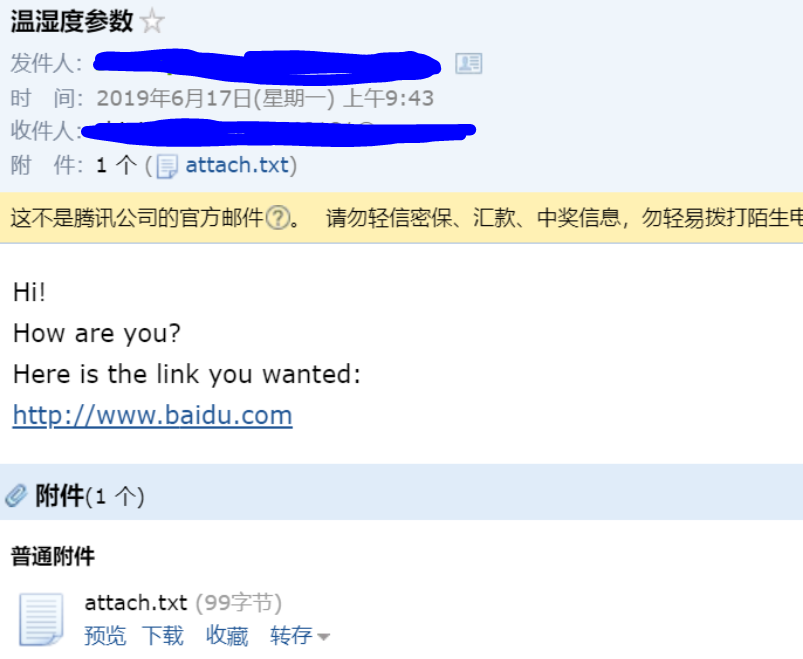 温湿度参数
发件人：
时 间：2019年6月17日(星期一) 上午9:43
收件人：
附 件：1 个 (attach.txt)
这不是腾讯公司的官方邮件?。 请勿轻信密保、汇款、中奖信息，勿轻易拨打陌生电
Hi!
How are you?
Here is the link you wanted:
http://www.baidu.com
附件(1 个)
普通附件
attach.txt (99字节)
预览 下载 收藏 转存